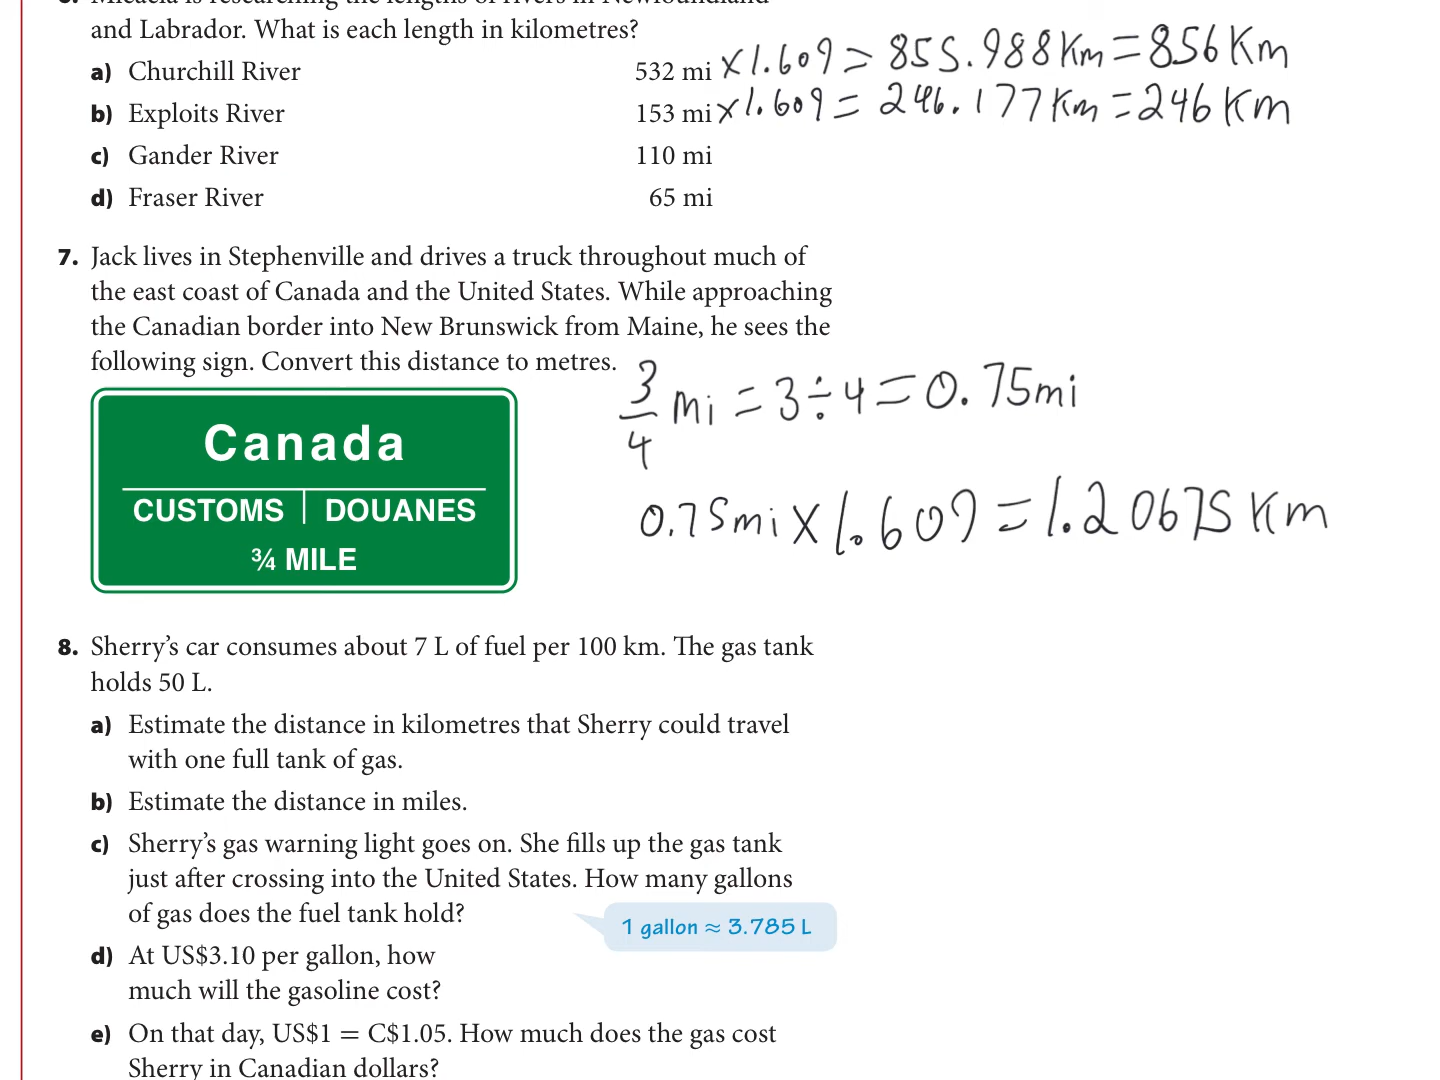 and Labrador. What is each length in kilometres?
a) Churchill River 532 mi ×1.609 = 855.988 Km = 856 Km
b) Exploits River 153 mi ×1.609 = 246.177 Km = 246 Km
c) Gander River 110 mi
d) Fraser River 65 mi
7. Jack lives in Stephenville and drives a truck throughout much of
the east coast of Canada and the United States. While approaching
the Canadian border into New Brunswick from Maine, he sees the
following sign. Convert this distance to metres.
3/4 mi = 3÷4 = 0.75mi
0.75mi × 1.609 = 1.20675 Km
Canada
CUSTOMS | DOUANES
¾ MILE
8. Sherry’s car consumes about 7 L of fuel per 100 km. The gas tank
holds 50 L.
a) Estimate the distance in kilometres that Sherry could travel
with one full tank of gas.
b) Estimate the distance in miles.
c) Sherry’s gas warning light goes on. She fills up the gas tank
just after crossing into the United States. How many gallons
of gas does the fuel tank hold?
1 gallon ≈ 3.785 L
d) At US$3.10 per gallon, how
much will the gasoline cost?
e) On that day, US$1 = C$1.05. How much does the gas cost
Sherry in Canadian dollars?